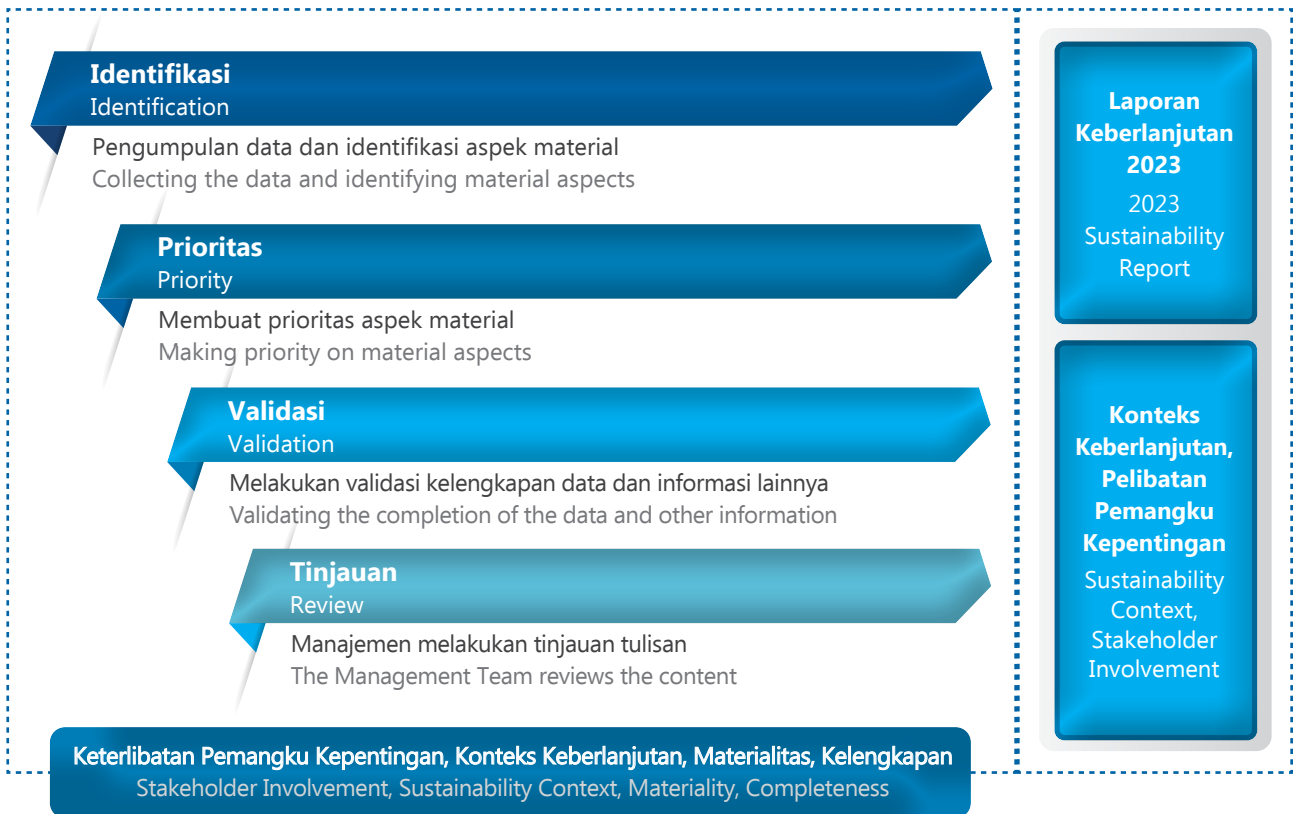 Identifikasi
Identification
Pengumpulan data dan identifikasi aspek material
Collecting the data and identifying material aspects
Prioritas
Priority
Membuat prioritas aspek material
Making priority on material aspects
Validasi
Validation
Melakukan validasi kelengkapan data dan informasi lainnya
Validating the completion of the data and other information
Tinjauan
Review
Manajemen melakukan tinjauan tulisan
The Management Team reviews the content
Keterlibatan Pemangku Kepentingan, Konteks Keberlanjutan, Materialitas, Kelengkapan
Stakeholder Involvement, Sustainability Context, Materiality, Completeness
Laporan
Keberlanjutan
2023
2023
Sustainability
Report
Konteks
Keberlanjutan,
Pelibatan
Pemangku
Kepentingan
Sustainability
Context,
Stakeholder
Involvement